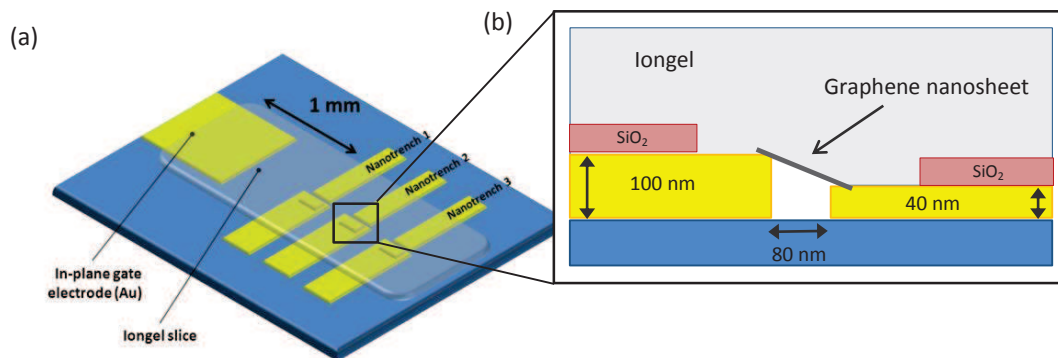 (a)
1 mm
Nanotrench 1
Nanotrench 2
Nanotrench 3
In-plane gate
electrode (Au)
Iongel slice
(b)
Iongel
Graphene nanosheet
SiO₂
100 nm
SiO₂
40 nm
80 nm